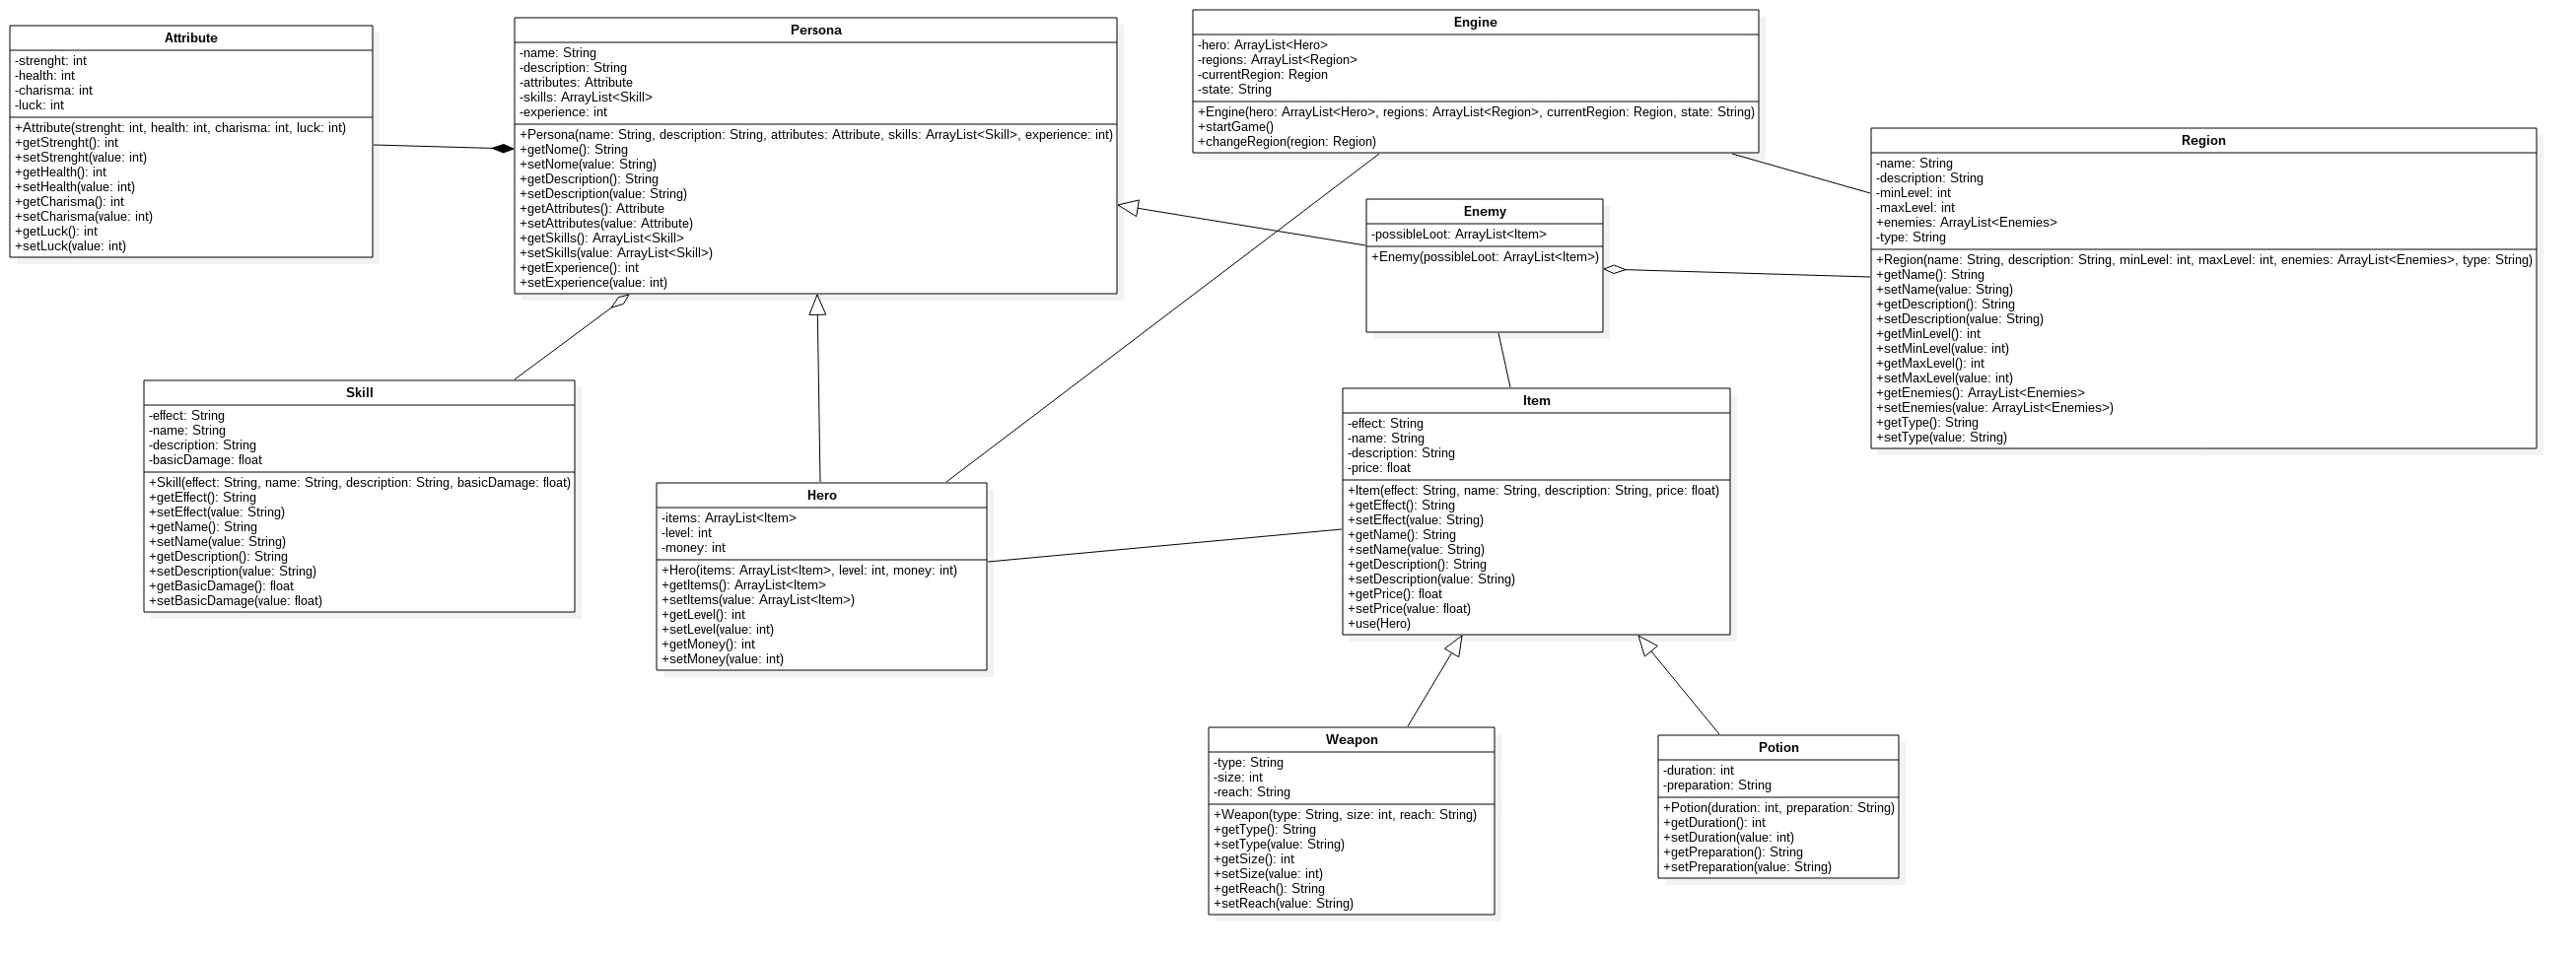 Attribute
-strenght: int
-health: int
-charisma: int
-luck: int
+Attribute(strenght: int, health: int, charisma: int, luck: int)
+getStrenght(): int
+setStrenght(value: int)
+getHealth(): int
+setHealth(value: int)
+getCharisma(): int
+setCharisma(value: int)
+getLuck(): int
+setLuck(value: int)
Persona
-name: String
-description: String
-attributes: Attribute
-skills: ArrayList<Skill>
-experience: int
+Persona(name: String, description: String, attributes: Attribute, skills: ArrayList<Skill>, experience: int)
+getNome(): String
+setNome(value: String)
+getDescription(): String
+setDescription(value: String)
+getAttributes(): Attribute
+setAttributes(value: Attribute)
+getSkills(): ArrayList<Skill>
+setSkills(value: ArrayList<Skill>)
+getExperience(): int
+setExperience(value: int)
Engine
-hero: ArrayList<Hero>
-regions: ArrayList<Region>
-currentRegion: Region
-state: String
+Engine(hero: ArrayList<Hero>, regions: ArrayList<Region>, currentRegion: Region, state: String)
+startGame()
+changeRegion(region: Region)
Region
-name: String
-description: String
-minLevel: int
-maxLevel: int
+enemies: ArrayList<Enemies>
-type: String
+Region(name: String, description: String, minLevel: int, maxLevel: int, enemies: ArrayList<Enemies>, type: String)
+getName(): String
+setName(value: String)
+getDescription(): String
+setDescription(value: String)
+getMinLevel(): int
+setMinLevel(value: int)
+getMaxLevel(): int
+setMaxLevel(value: int)
+getEnemies(): ArrayList<Enemies>
+setEnemies(value: ArrayList<Enemies>)
+getType(): String
+setType(value: String)
Enemy
-possibleLoot: ArrayList<Item>
+Enemy(possibleLoot: ArrayList<Item>)
Skill
-effect: String
-name: String
-description: String
-basicDamage: float
+Skill(effect: String, name: String, description: String, basicDamage: float)
+getEffect(): String
+setEffect(value: String)
+getName(): String
+setName(value: String)
+getDescription(): String
+setDescription(value: String)
+getBasicDamage(): float
+setBasicDamage(value: float)
Hero
-items: ArrayList<Item>
-level: int
-money: int
+Hero(items: ArrayList<Item>, level: int, money: int)
+getItems(): ArrayList<Item>
+setItems(value: ArrayList<Item>)
+getLevel(): int
+setLevel(value: int)
+getMoney(): int
+setMoney(value: int)
Item
-effect: String
-name: String
-description: String
-price: float
+Item(effect: String, name: String, description: String, price: float)
+getEffect(): String
+setEffect(value: String)
+getName(): String
+setName(value: String)
+getDescription(): String
+setDescription(value: String)
+getPrice(): float
+setPrice(value: float)
+use(Hero)
Weapon
-type: String
-size: int
-reach: String
+Weapon(type: String, size: int, reach: String)
+getType(): String
+setType(value: String)
+getSize(): int
+setSize(value: int)
+getReach(): String
+setReach(value: String)
Potion
-duration: int
-preparation: String
+Potion(duration: int, preparation: String)
+getDuration(): int
+setDuration(value: int)
+getPreparation(): String
+setPreparation(value: String)